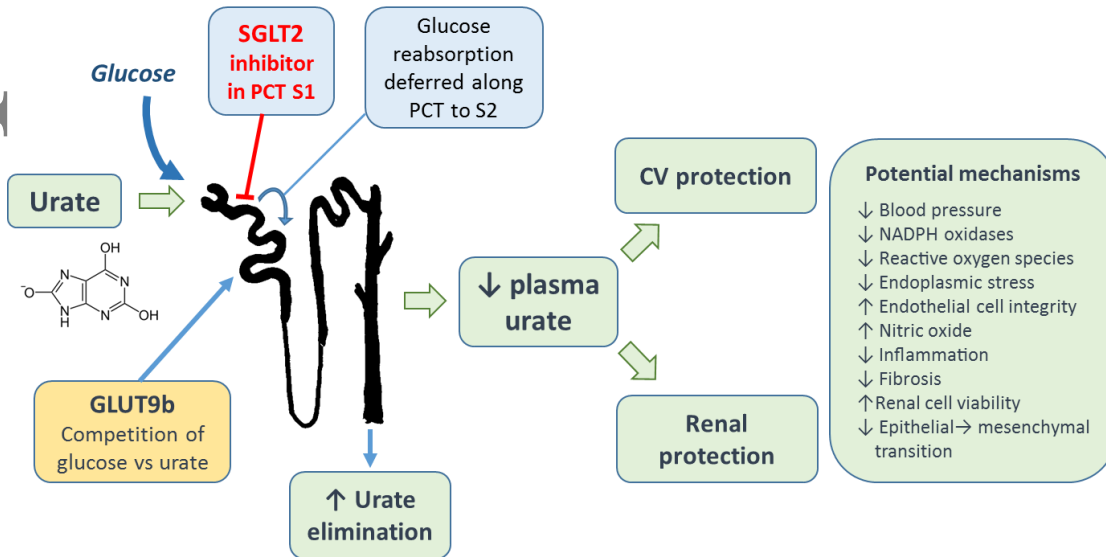 SGLT2
inhibitor
in PCT S1
Glucose
reabsorption
deferred along
PCT to S2
Glucose
Urate
OH
N
N
⁻O
N
H
N
OH
GLUT9b
Competition of
glucose vs urate
↑ Urate
elimination
↓ plasma
urate
CV protection
Renal
protection
Potential mechanisms
↓ Blood pressure
↓ NADPH oxidases
↓ Reactive oxygen species
↓ Endoplasmic stress
↑ Endothelial cell integrity
↑ Nitric oxide
↓ Inflammation
↓ Fibrosis
↑Renal cell viability
↓ Epithelial→ mesenchymal
transition